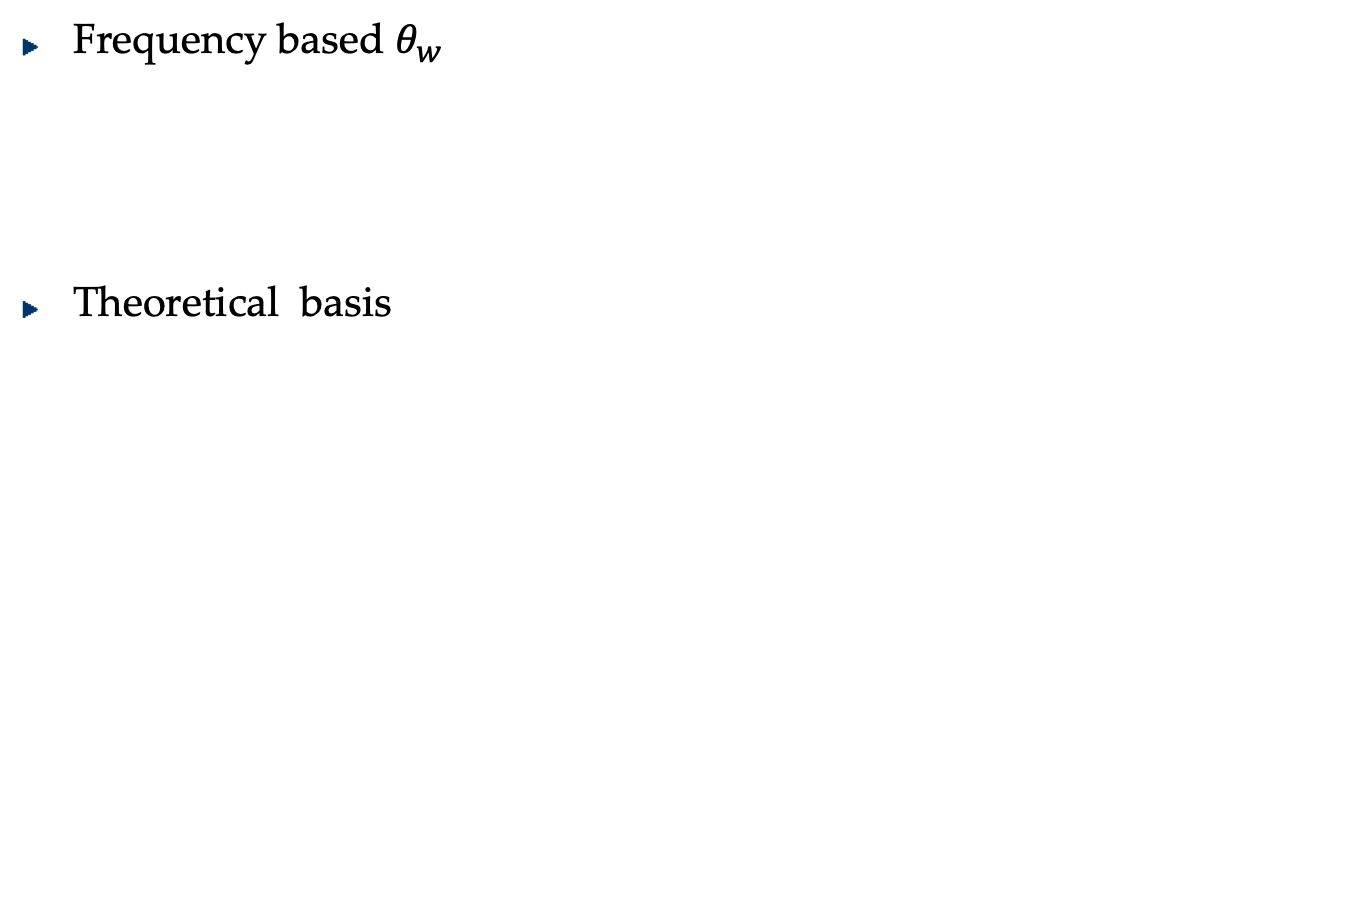 ▶ Frequency based θ_w
▶ Theoretical basis